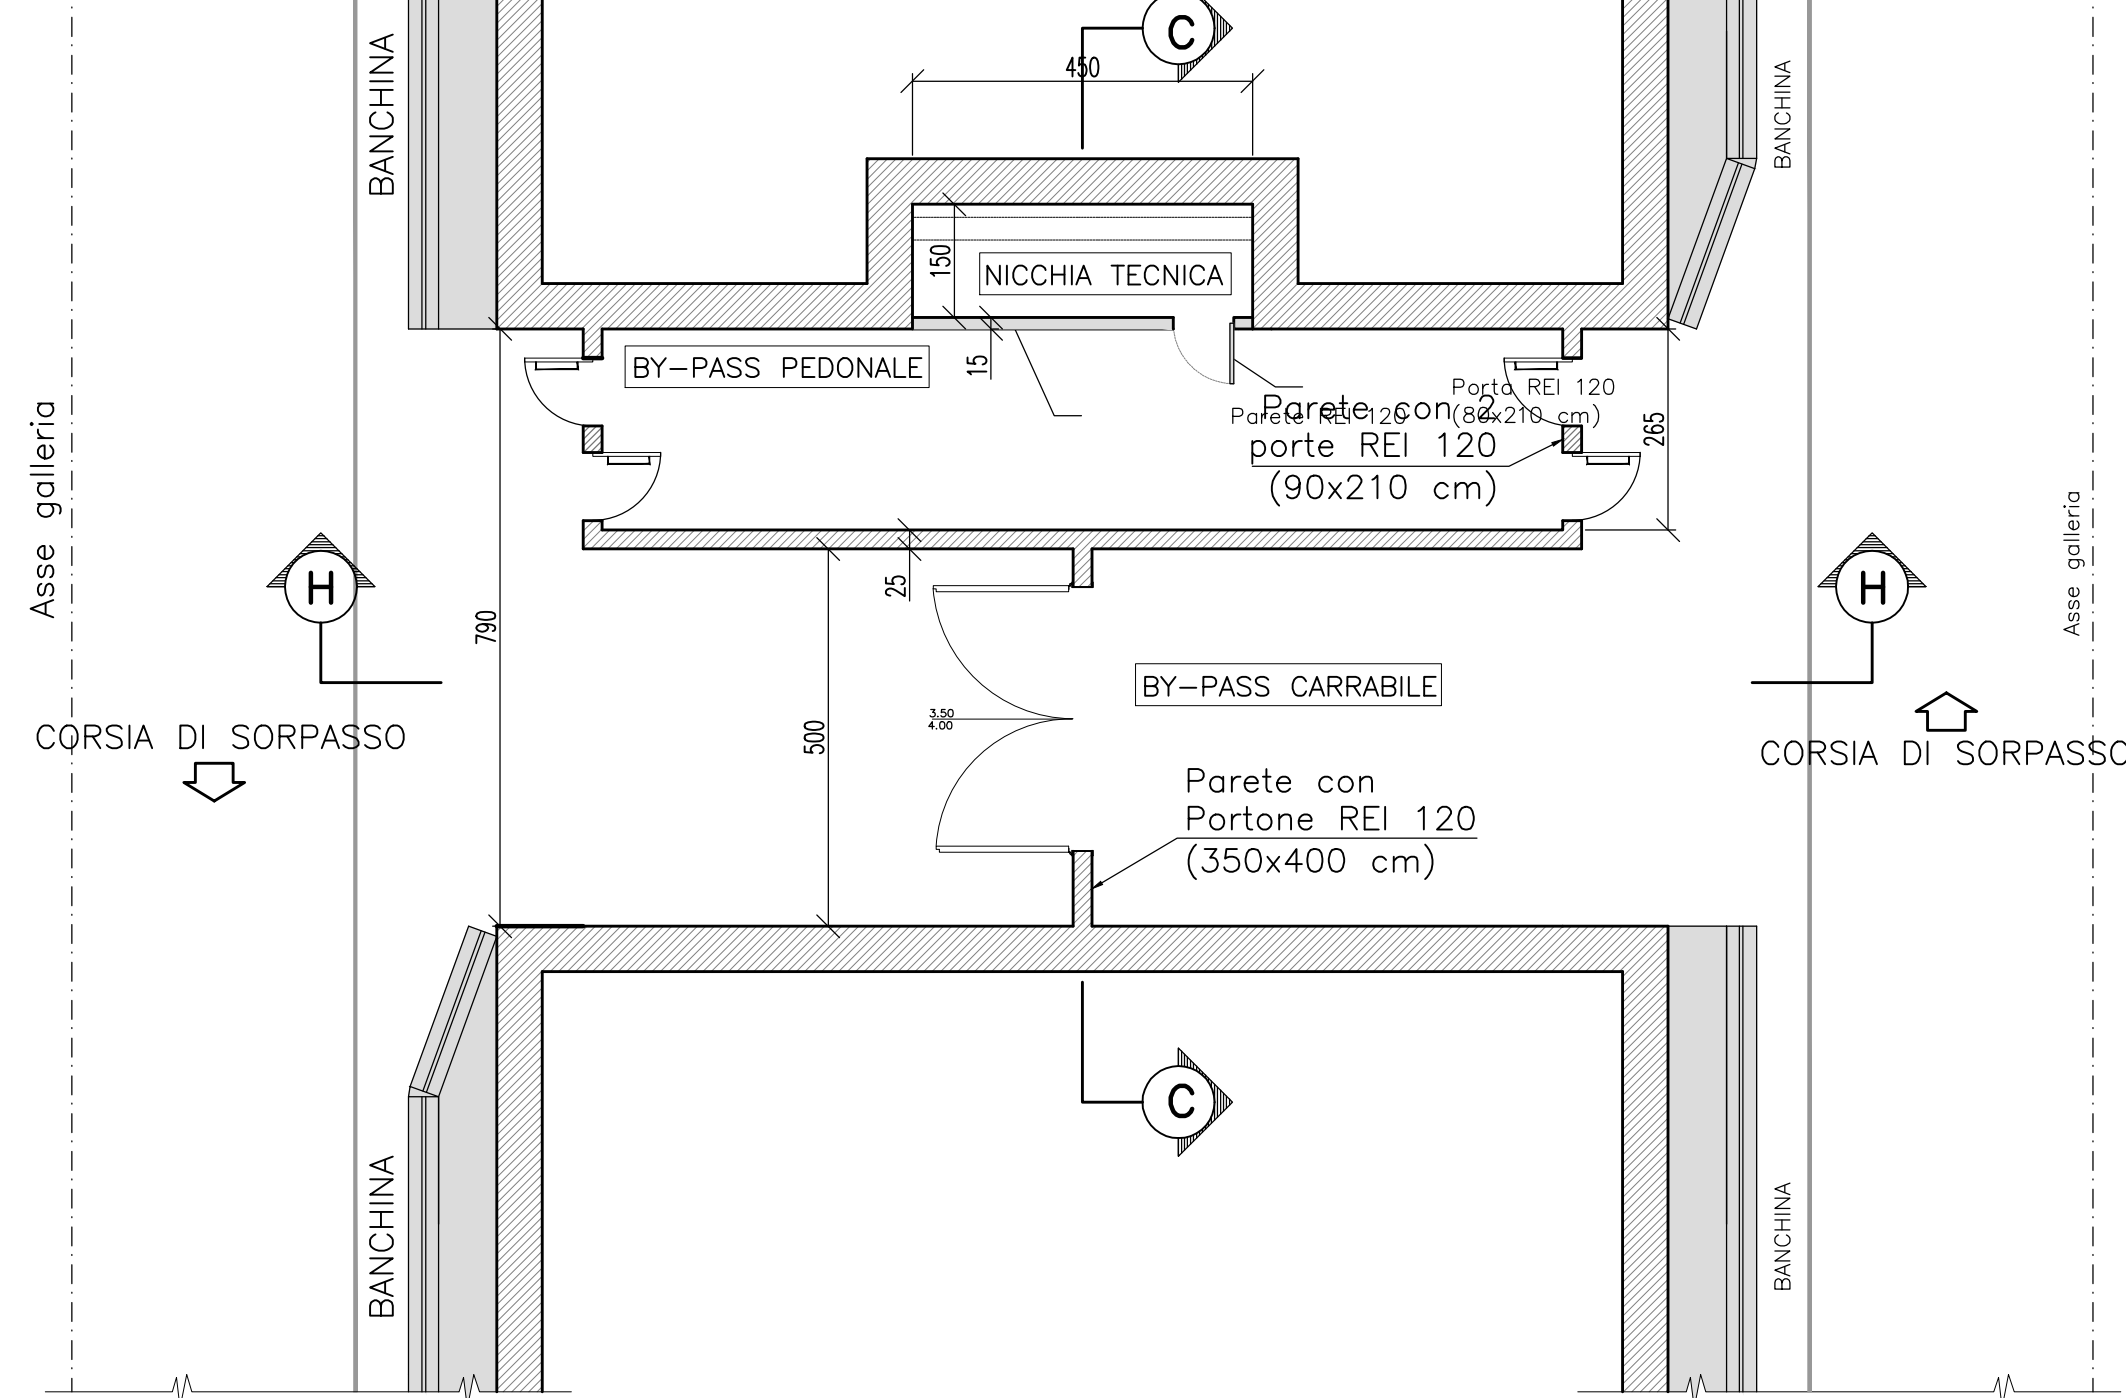 C
450
BANCHINA
BANCHINA
150
NICCHIA TECNICA
15
BY-PASS PEDONALE
Porta REI 120
(80x210 cm)
Parete REI 120
Parete con 2
porte REI 120
(90x210 cm)
265
Asse galleria
Asse galleria
H
H
25
790
500
3.50
4.00
BY-PASS CARRABILE
CORSIA DI SORPASSO
CORSIA DI SORPASSO
Parete con
Portone REI 120
(350x400 cm)
C
BANCHINA
BANCHINA